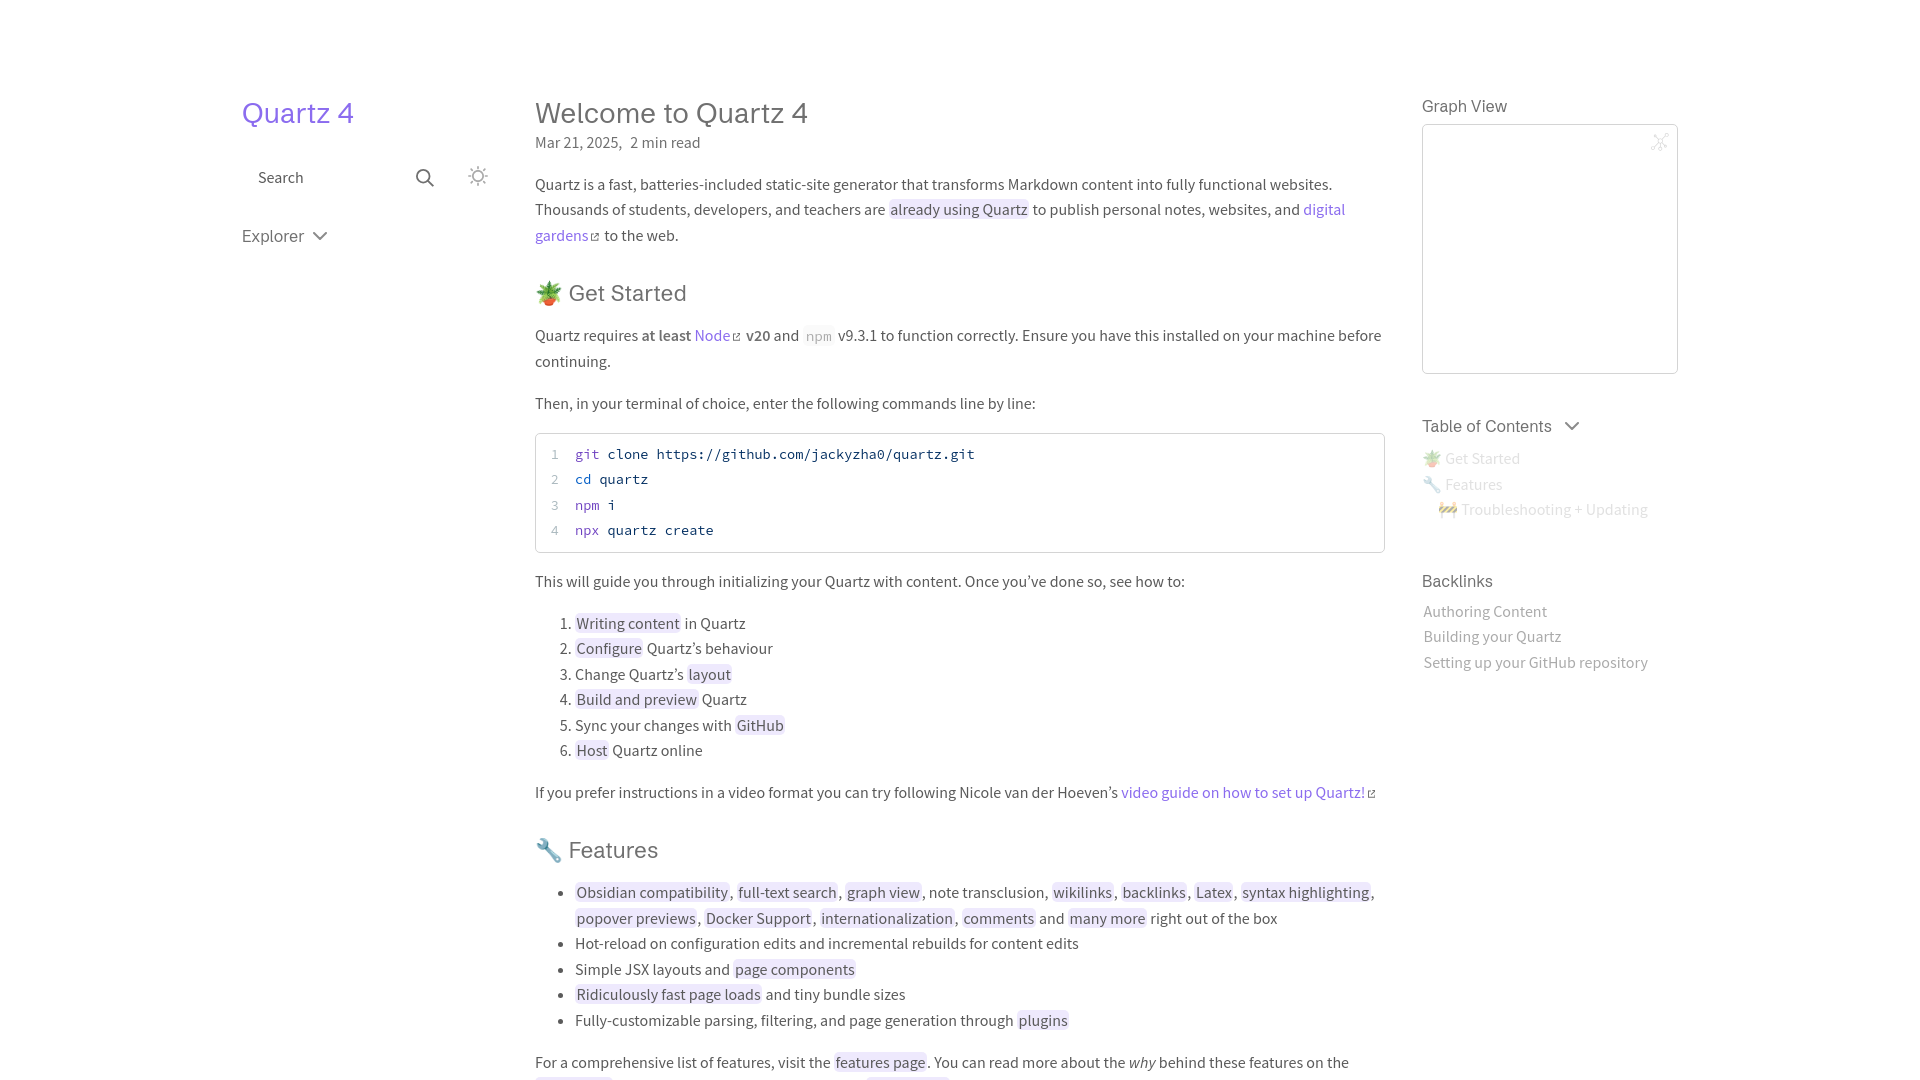 Quartz 4
Search
Explorer
Welcome to Quartz 4
Mar 21, 2025, 2 min read
Quartz is a fast, batteries-included static-site generator that transforms Markdown content into fully functional websites.
Thousands of students, developers, and teachers are already using Quartz to publish personal notes, websites, and digital
gardens to the web.
🪴 Get Started
Quartz requires at least Node v20 and npm v9.3.1 to function correctly. Ensure you have this installed on your machine before
continuing.
Then, in your terminal of choice, enter the following commands line by line:
1 git clone https://github.com/jackyzha0/quartz.git
2 cd quartz
3 npm i
4 npx quartz create
This will guide you through initializing your Quartz with content. Once you’ve done so, see how to:
1. Writing content in Quartz
2. Configure Quartz’s behaviour
3. Change Quartz’s layout
4. Build and preview Quartz
5. Sync your changes with GitHub
6. Host Quartz online
If you prefer instructions in a video format you can try following Nicole van der Hoeven’s video guide on how to set up Quartz!
🔧 Features
• Obsidian compatibility, full-text search, graph view, note transclusion, wikilinks, backlinks, Latex, syntax highlighting,
popover previews, Docker Support, internationalization, comments and many more right out of the box
• Hot-reload on configuration edits and incremental rebuilds for content edits
• Simple JSX layouts and page components
• Ridiculously fast page loads and tiny bundle sizes
• Fully-customizable parsing, filtering, and page generation through plugins
For a comprehensive list of features, visit the features page. You can read more about the why behind these features on the
Graph View
Table of Contents
🪴 Get Started
🔧 Features
🚧 Troubleshooting + Updating
Backlinks
Authoring Content
Building your Quartz
Setting up your GitHub repository